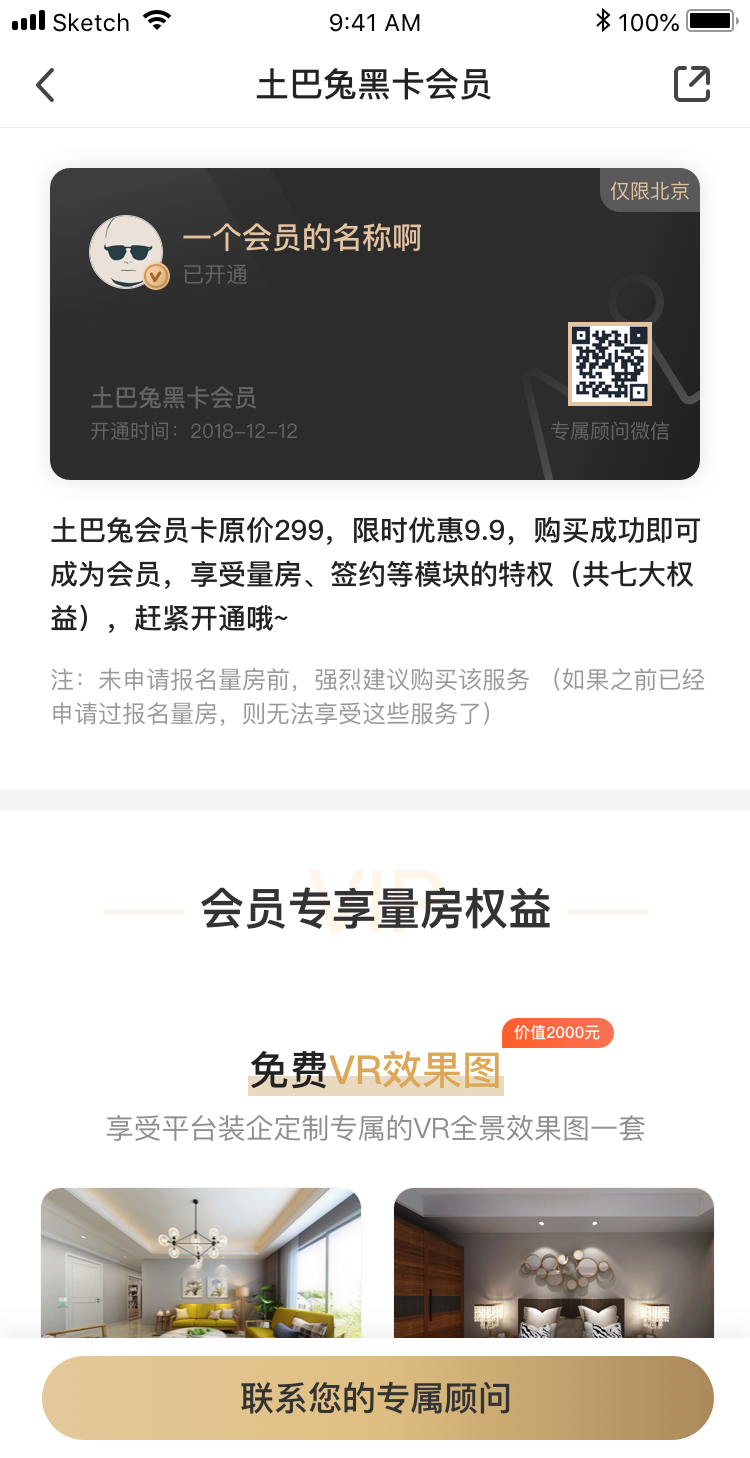 Sketch
9:41 AM
100%
土巴兔黑卡会员
仅限北京
一个会员的名称啊
已开通
土巴兔黑卡会员
开通时间：2018-12-12
专属顾问微信
土巴兔会员卡原价299，限时优惠9.9，购买成功即可
成为会员，享受量房、签约等模块的特权（共七大权
益），赶紧开通哦~
注：未申请报名量房前，强烈建议购买该服务 （如果之前已经
申请过报名量房，则无法享受这些服务了）
VIP
会员专享量房权益
价值2000元
免费VR效果图
享受平台装企定制专属的VR全景效果图一套
联系您的专属顾问